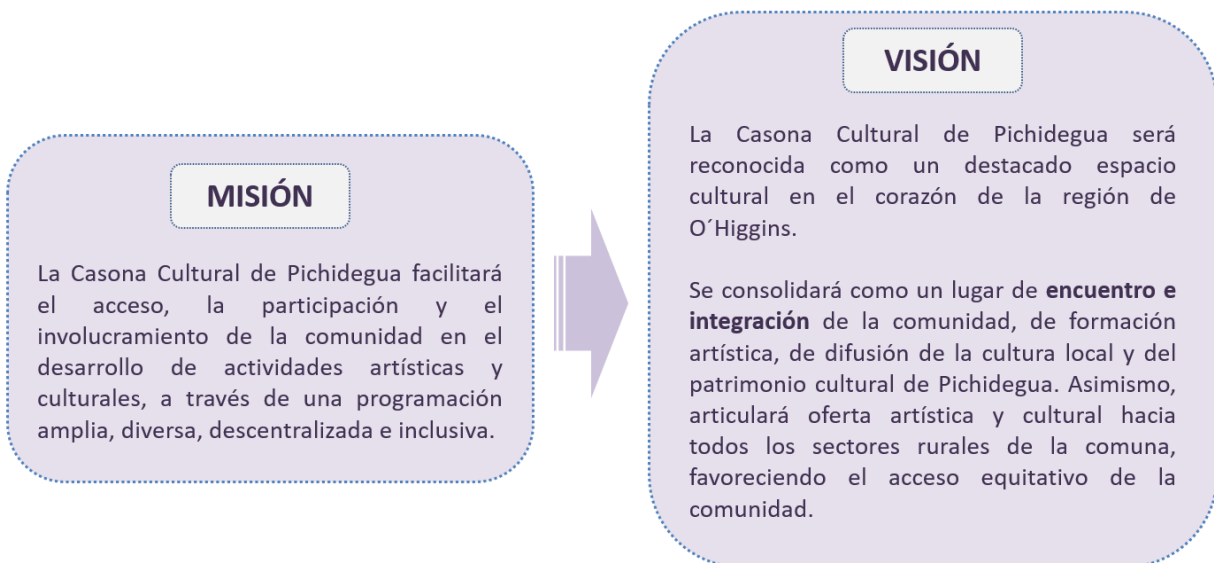 MISIÓN
La Casona Cultural de Pichidegua facilitará
el acceso, la participación y el
involucramiento de la comunidad en el
desarrollo de actividades artísticas y
culturales, a través de una programación
amplia, diversa, descentralizada e inclusiva.
VISIÓN
La Casona Cultural de Pichidegua será
reconocida como un destacado espacio
cultural en el corazón de la región de
O´Higgins.
Se consolidará como un lugar de encuentro e
integración de la comunidad, de formación
artística, de difusión de la cultura local y del
patrimonio cultural de Pichidegua. Asimismo,
articulará oferta artística y cultural hacia
todos los sectores rurales de la comuna,
favoreciendo el acceso equitativo de la
comunidad.